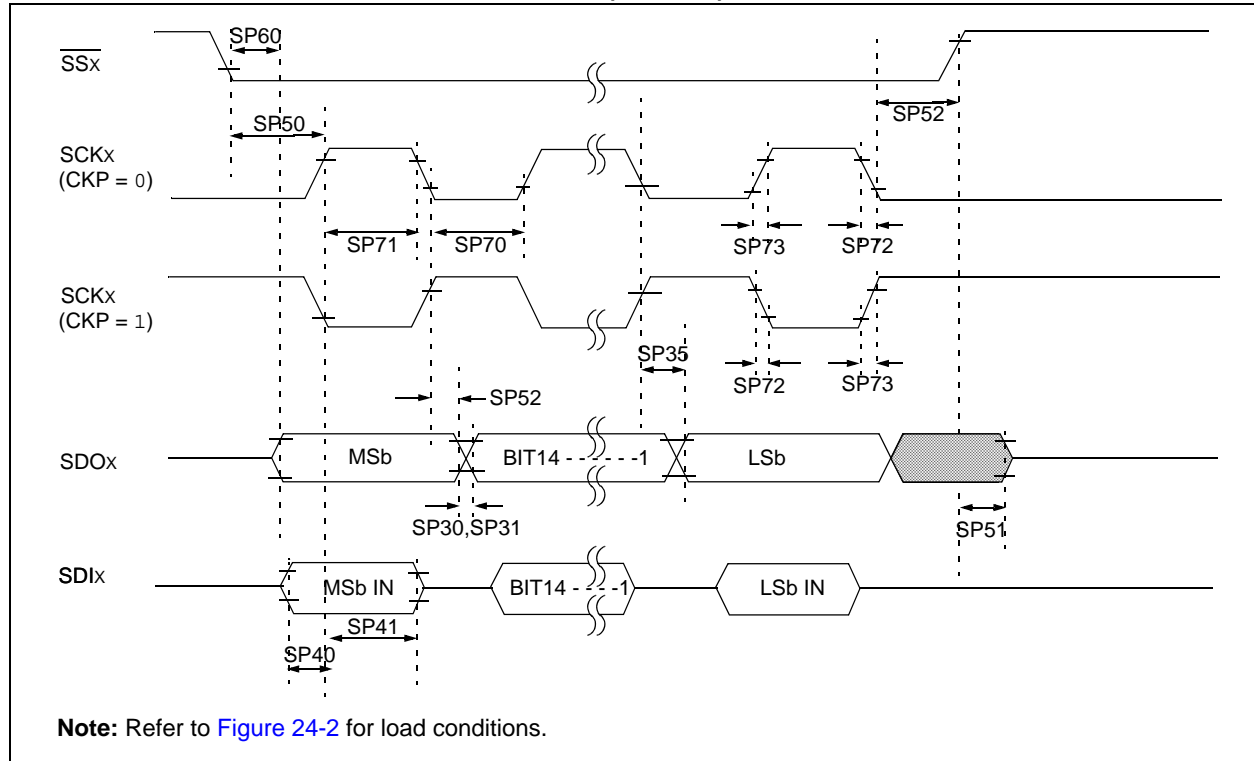 SP60
SSX
SP50
SP52
SCKX
(CKP = 0)
SP71
SP70
SP73
SP72
SCKX
(CKP = 1)
SP35
SP72
SP73
SP52
SDOX
MSb
BIT14 - - - - - -1
LSb
SP30,SP31
SP51
SDIX
MSb IN
BIT14 - - - -1
LSb IN
SP41
SP40
Note: Refer to Figure 24-2 for load conditions.